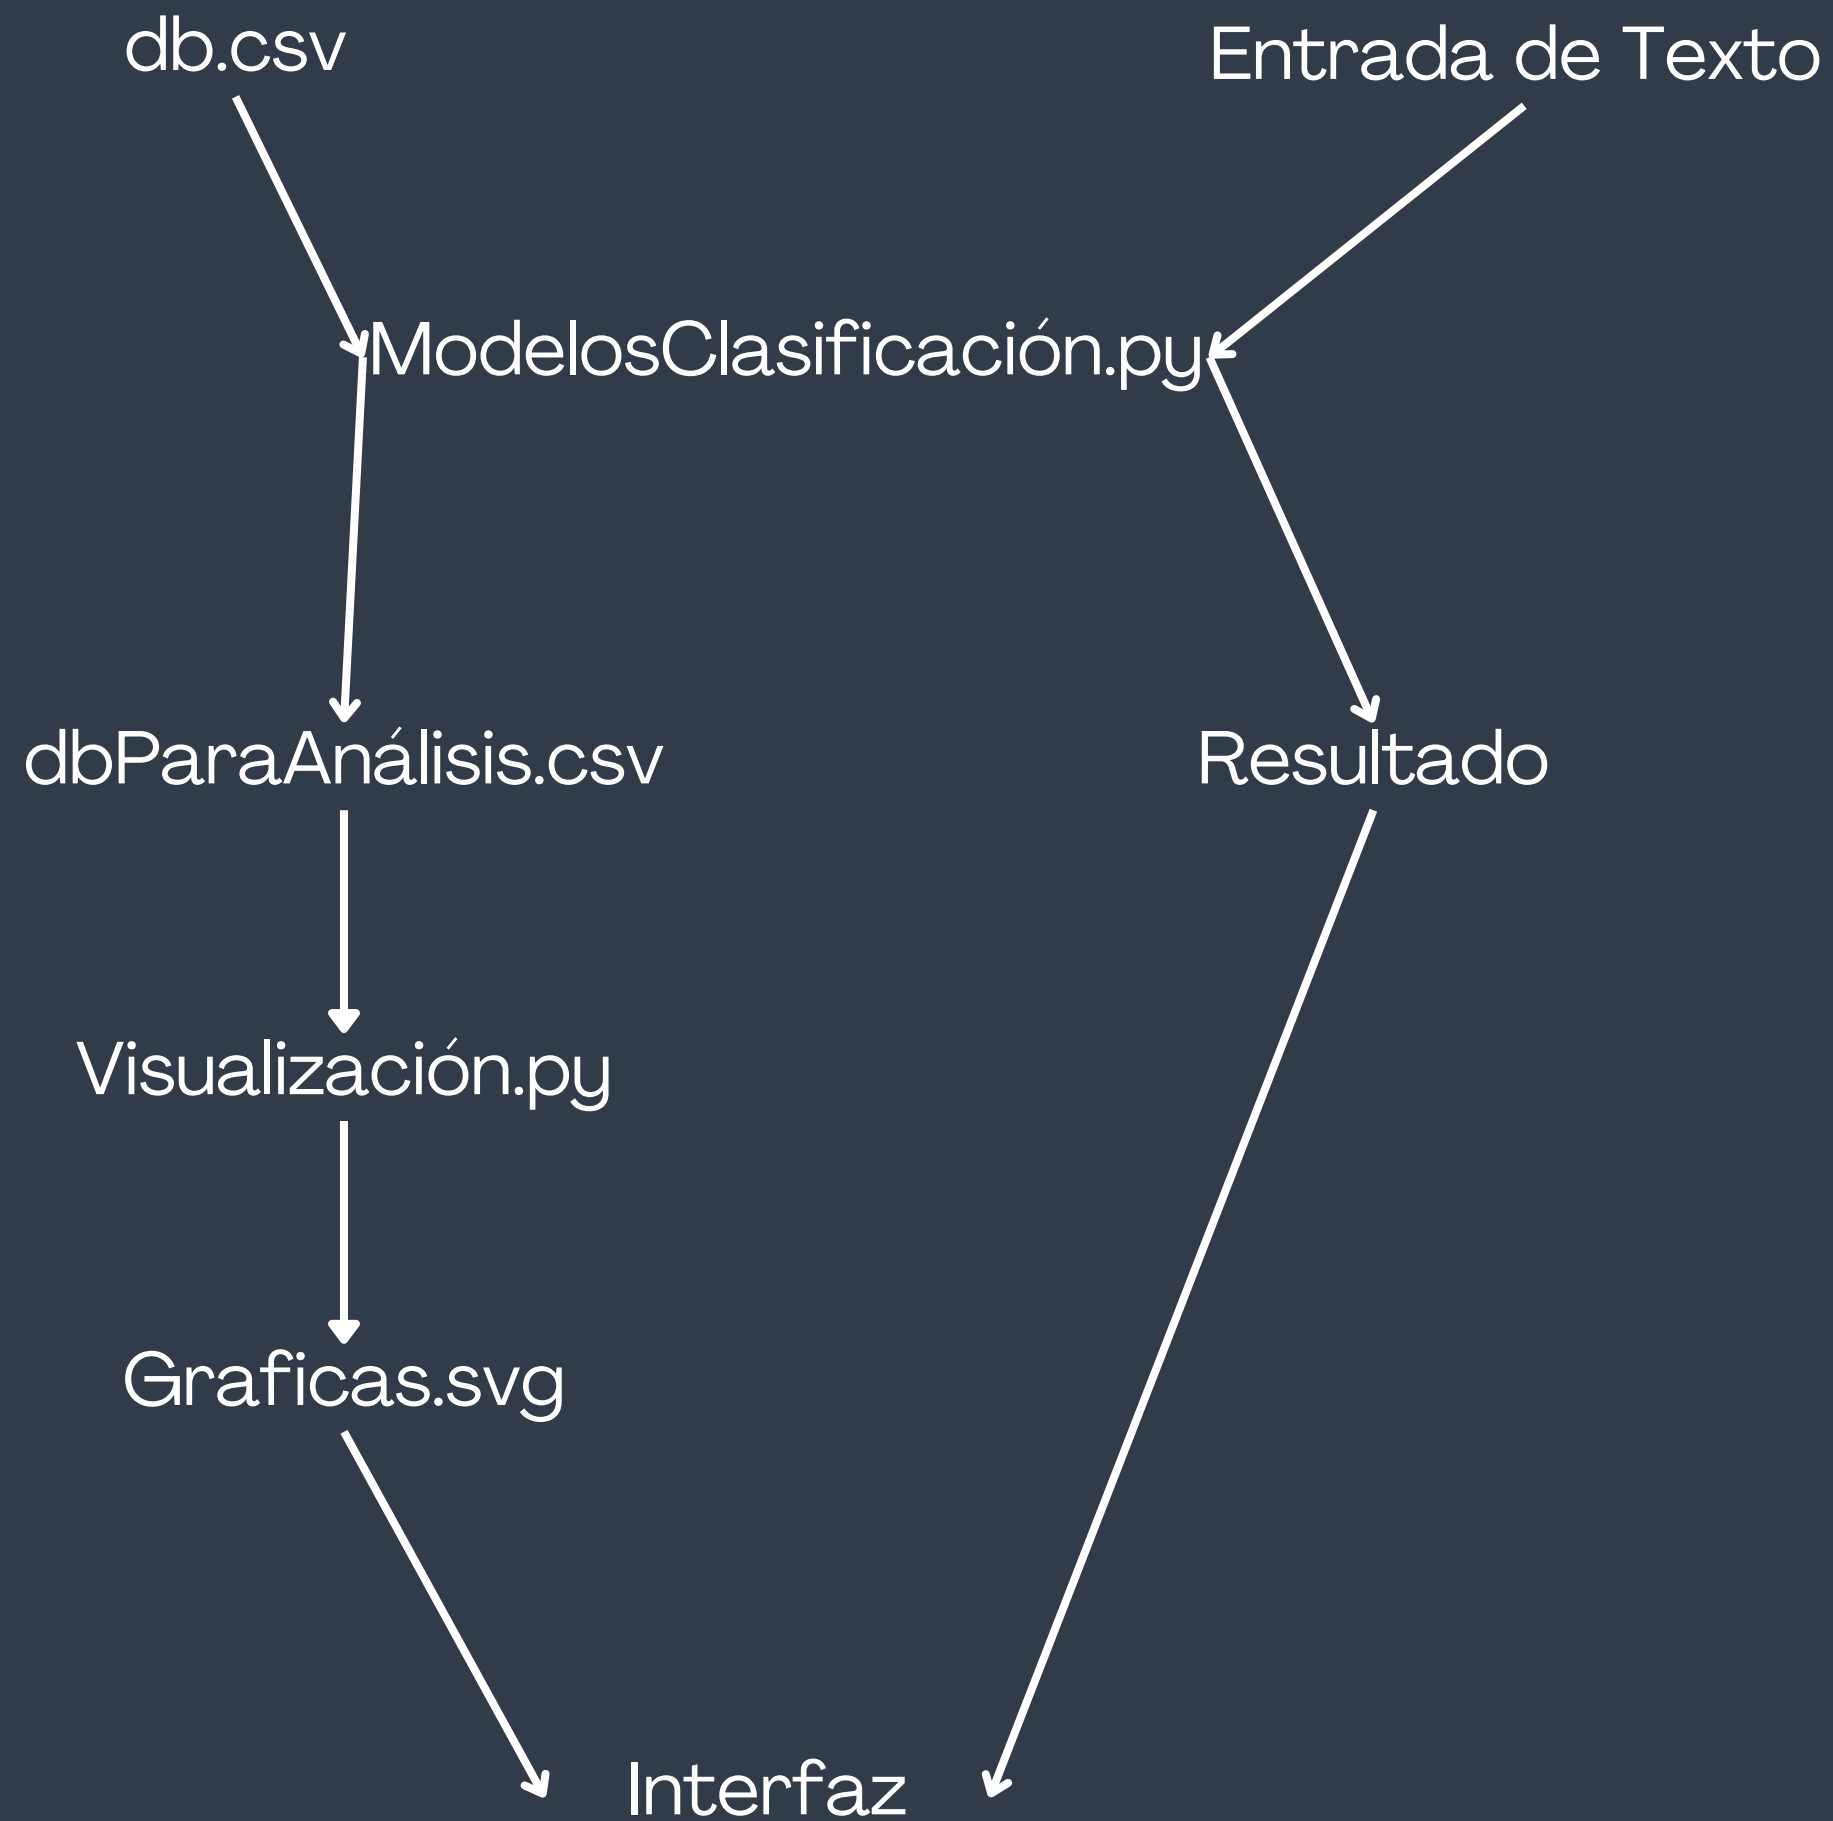 db.csv
Entrada de Texto
ModelosClasificación.py
dbParaAnálisis.csv
Resultado
Visualización.py
Graficas.svg
Interfaz